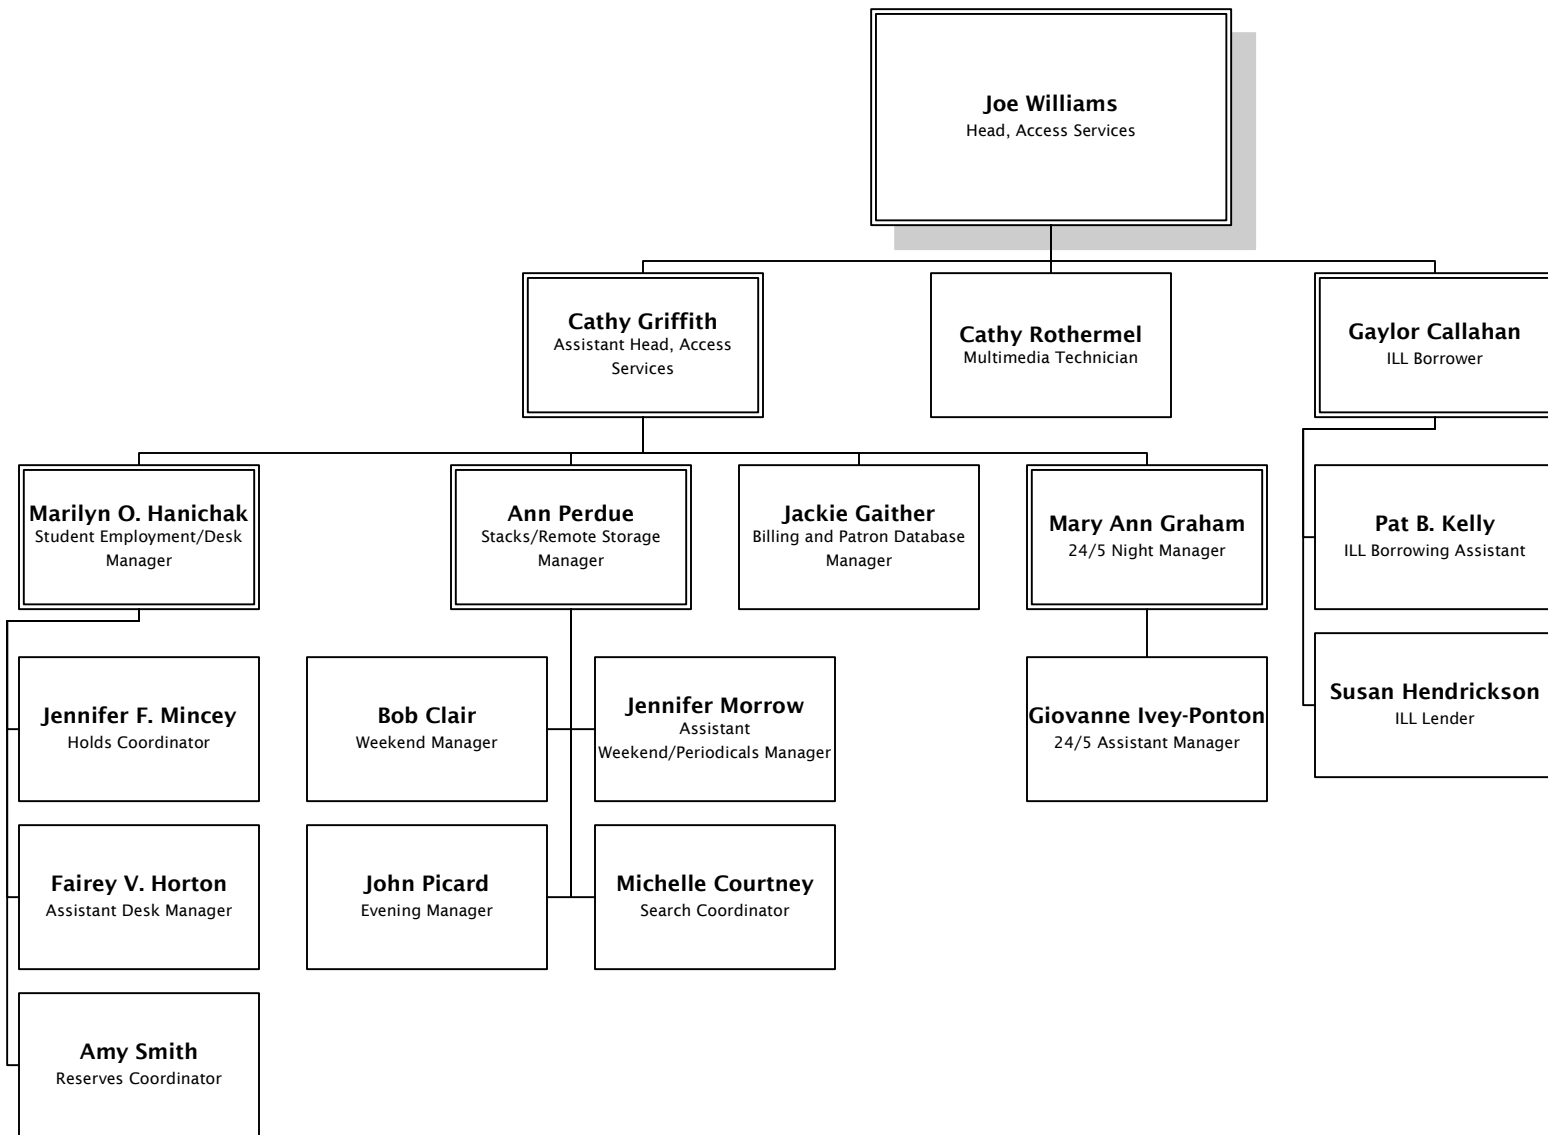 Joe Williams
Head, Access Services
Cathy Griffith
Assistant Head, Access
Services
Cathy Rothermel
Multimedia Technician
Gaylor Callahan
ILL Borrower
Marilyn O. Hanichak
Student Employment/Desk
Manager
Ann Perdue
Stacks/Remote Storage
Manager
Jackie Gaither
Billing and Patron Database
Manager
Mary Ann Graham
24/5 Night Manager
Pat B. Kelly
ILL Borrowing Assistant
Jennifer F. Mincey
Holds Coordinator
Bob Clair
Weekend Manager
Jennifer Morrow
Assistant
Weekend/Periodicals Manager
Giovanne Ivey-Ponton
24/5 Assistant Manager
Susan Hendrickson
ILL Lender
Fairey V. Horton
Assistant Desk Manager
John Picard
Evening Manager
Michelle Courtney
Search Coordinator
Amy Smith
Reserves Coordinator